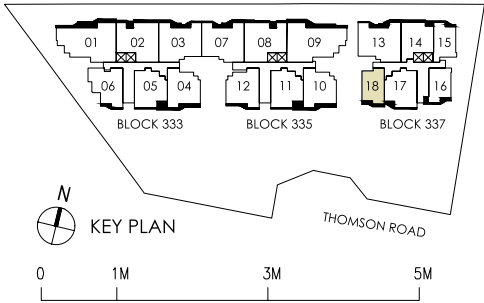 01 02 03 07 08 09 13 14 15
06 05 04 12 11 10 18 17 16
BLOCK 333 BLOCK 335 BLOCK 337
THOMSON ROAD
N
KEY PLAN
0 1M 3M 5M